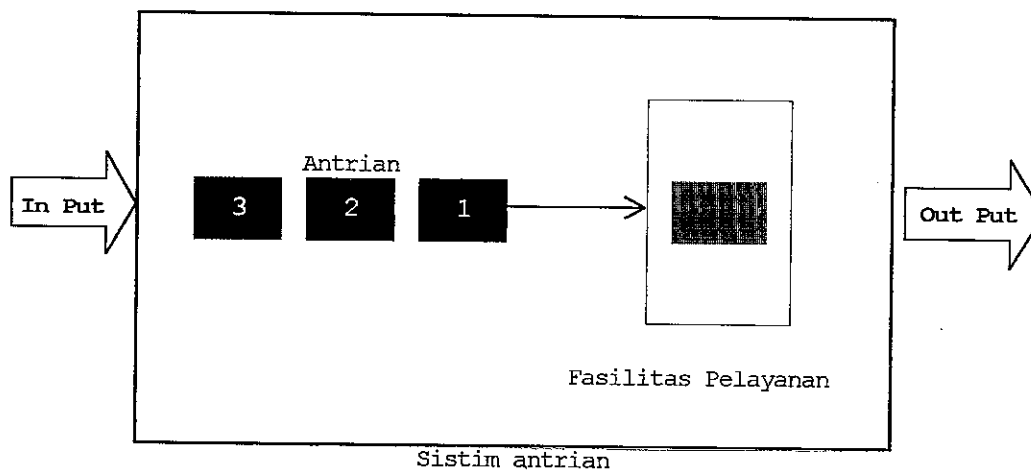 Antrian
In Put
3
2
1
Out Put
Fasilitas Pelayanan
Sistim antrian